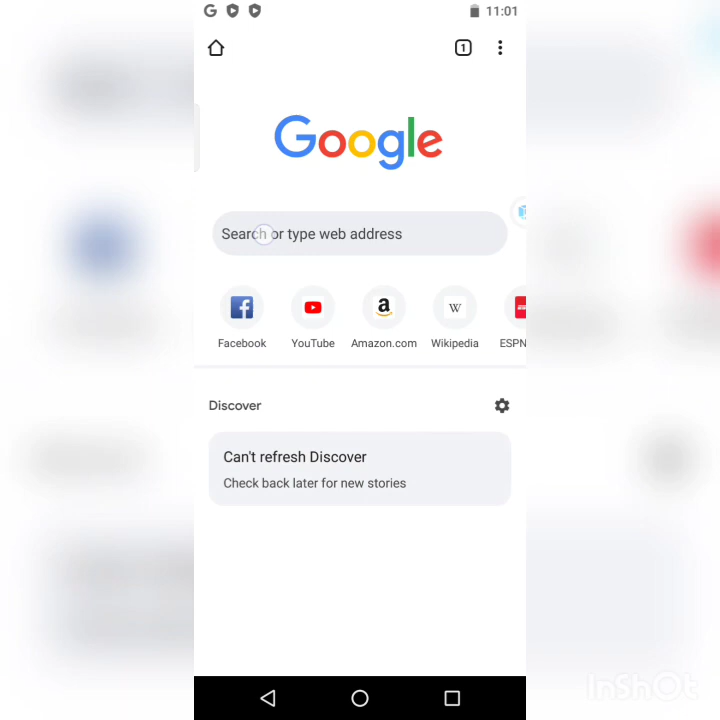 11:01
1
Google
Search or type web address
Facebook
YouTube
Amazon.com
Wikipedia
ESPN
Discover
Can't refresh Discover
Check back later for new stories
InShOt